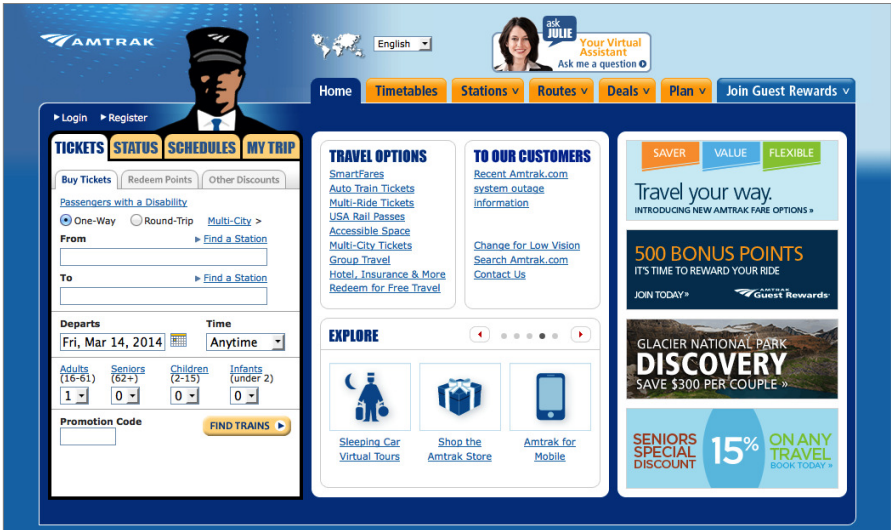 AMTRAK
English
ask
JULIE
Your Virtual
Assistant
Ask me a question
Home
Timetables
Stations v
Routes v
Deals v
Plan v
Join Guest Rewards v
Login
Register
TICKETS
STATUS
SCHEDULES
MY TRIP
Buy Tickets
Redeem Points
Other Discounts
Passengers with a Disability
One-Way
Round-Trip
Multi-City >
From
Find a Station
To
Find a Station
Departs
Time
Fri, Mar 14, 2014
Anytime
Adults
(16-61)
Seniors
(62+)
Children
(2-15)
Infants
(under 2)
1
0
0
0
Promotion Code
FIND TRAINS
TRAVEL OPTIONS
SmartFares
Auto Train Tickets
Multi-Ride Tickets
USA Rail Passes
Accessible Space
Multi-City Tickets
Group Travel
Hotel, Insurance & More
Redeem for Free Travel
TO OUR CUSTOMERS
Recent Amtrak.com
system outage
information
Change for Low Vision
Search Amtrak.com
Contact Us
EXPLORE
Sleeping Car
Virtual Tours
Shop the
Amtrak Store
Amtrak for
Mobile
SAVER
VALUE
FLEXIBLE
Travel your way.
INTRODUCING NEW AMTRAK FARE OPTIONS »
500 BONUS POINTS
IT'S TIME TO REWARD YOUR RIDE
JOIN TODAY»
AMTRAK
Guest Rewards
GLACIER NATIONAL PARK
DISCOVERY
SAVE $300 PER COUPLE »
SENIORS
SPECIAL
DISCOUNT
15%
ON ANY
TRAVEL
BOOK TODAY »